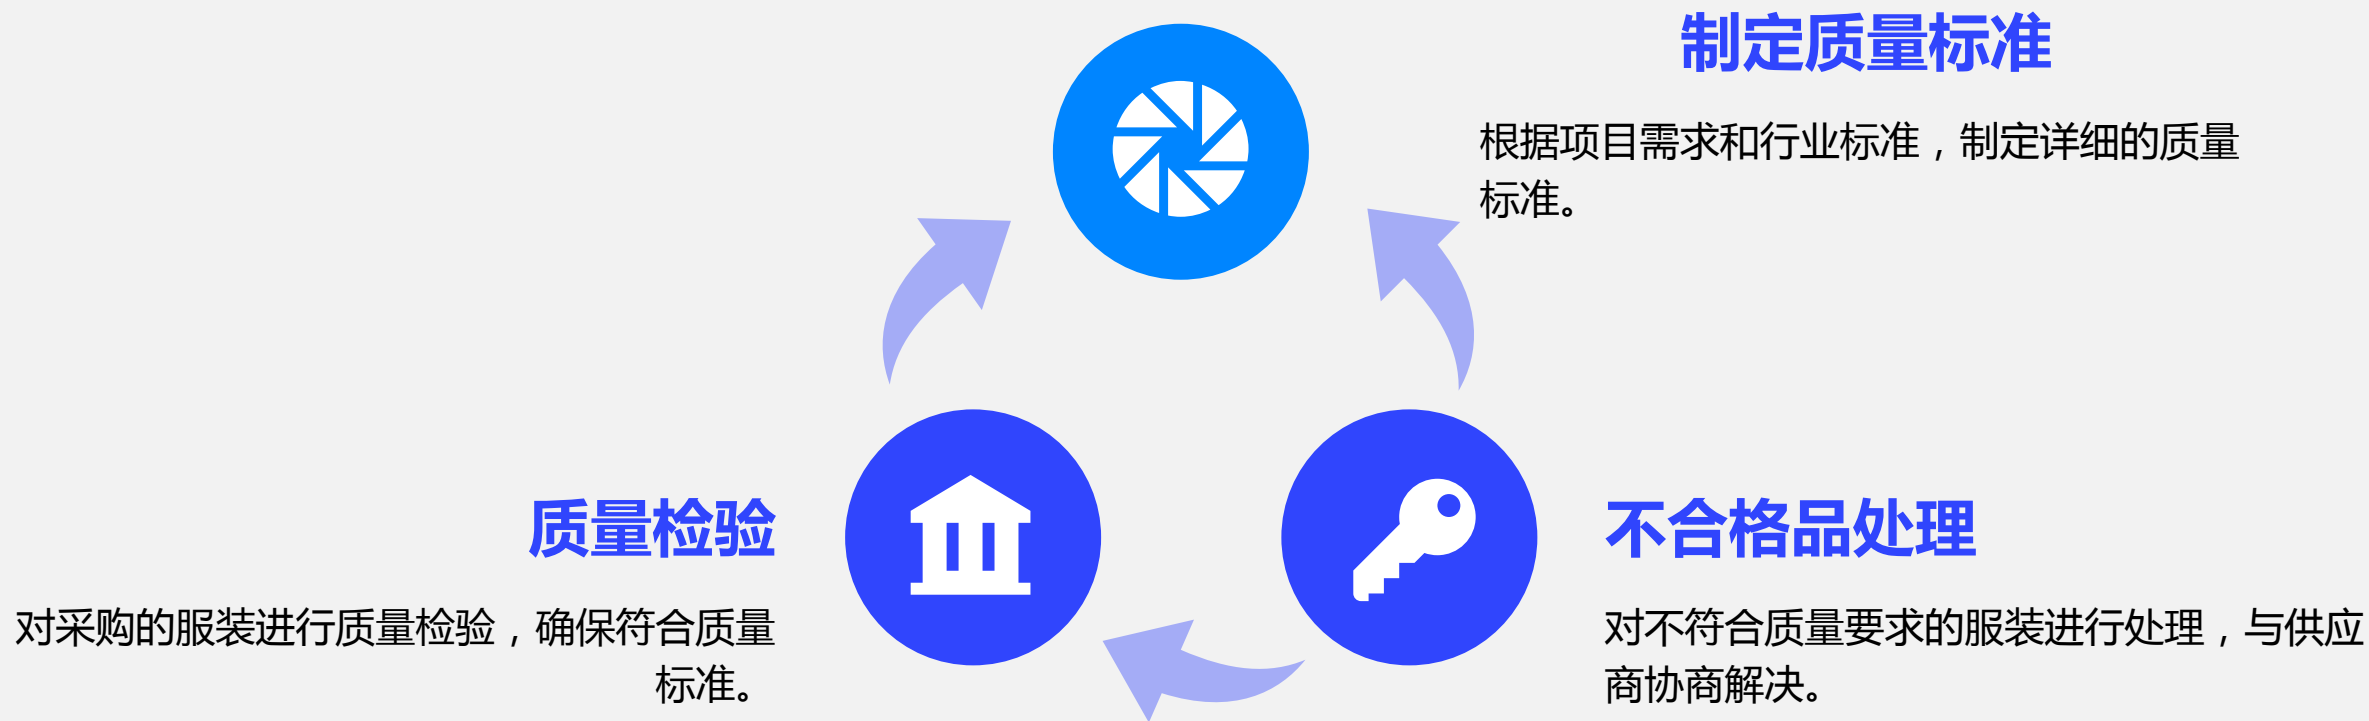 制定质量标准
根据项目需求和行业标准，制定详细的质量
标准。
质量检验
对采购的服装进行质量检验，确保符合质量
标准。
不合格品处理
对不符合质量要求的服装进行处理，与供应
商协商解决。